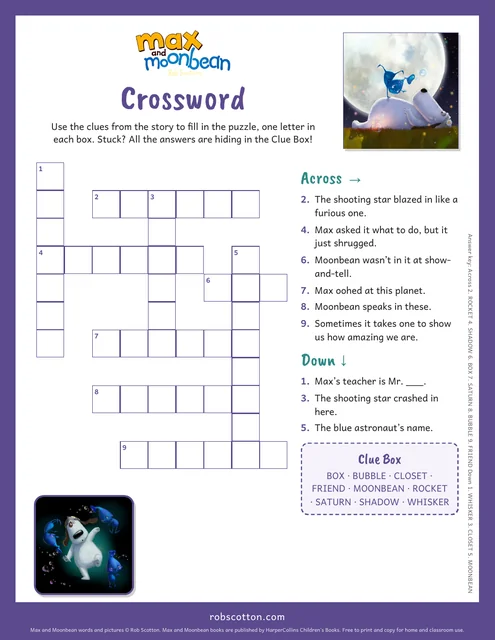 max
and
moonbean
Crossword
Use the clues from the story to fill in the puzzle, one letter in
each box. Stuck? All the answers are hiding in the Clue Box!
1
2
3
4
5
6
7
8
9
Across →
2. The shooting star blazed in like a
furious one.
4. Max asked it what to do, but it
just shrugged.
6. Moonbean wasn't in it at show-
and-tell.
7. Max oohed at this planet.
8. Moonbean speaks in these.
9. Sometimes it takes one to show
us how amazing we are.
Down ↓
1. Max's teacher is Mr. ___.
3. The shooting star crashed in
here.
5. The blue astronaut's name.
Clue Box
BOX · BUBBLE · CLOSET ·
FRIEND · MOONBEAN · ROCKET
· SATURN · SHADOW · WHISKER
Answer key: Across 2. ROCKET 4. SHADOW 6. BOX 7. SATURN 8. BUBBLE 9. FRIEND Down 1. WHISKER 3. CLOSET 5. MOONBEAN
robscotton.com
Max and Moonbean words and pictures © Rob Scotton. Max and Moonbean books are published by HarperCollins Children's Books. Free to print and copy for home and classroom use.